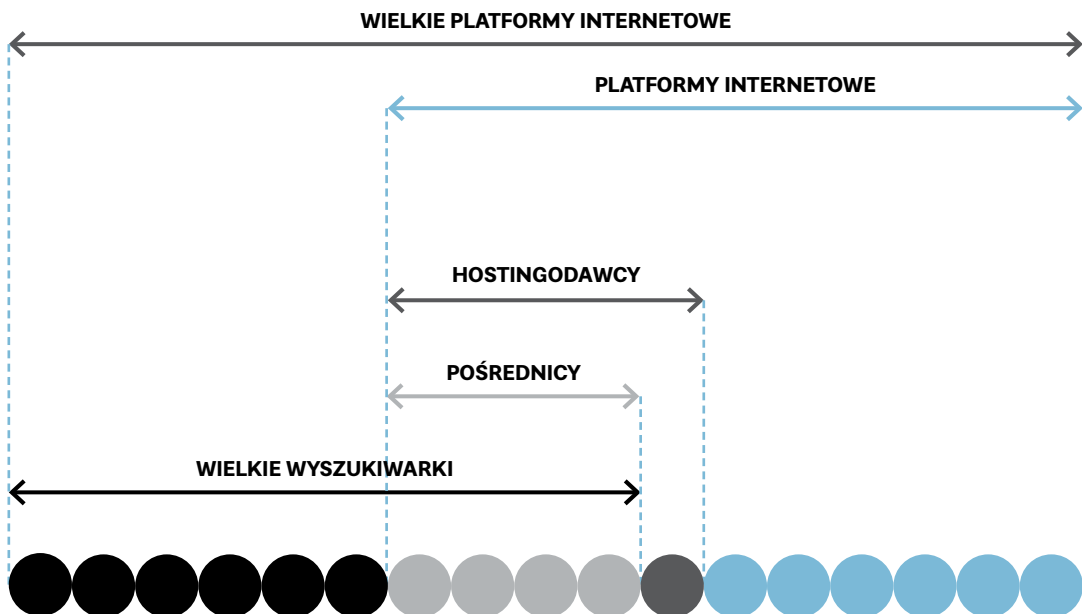 WIELKIE PLATFORMY INTERNETOWE
PLATFORMY INTERNETOWE
HOSTINGODAWCY
POŚREDNICY
WIELKIE WYSZUKIWARKI